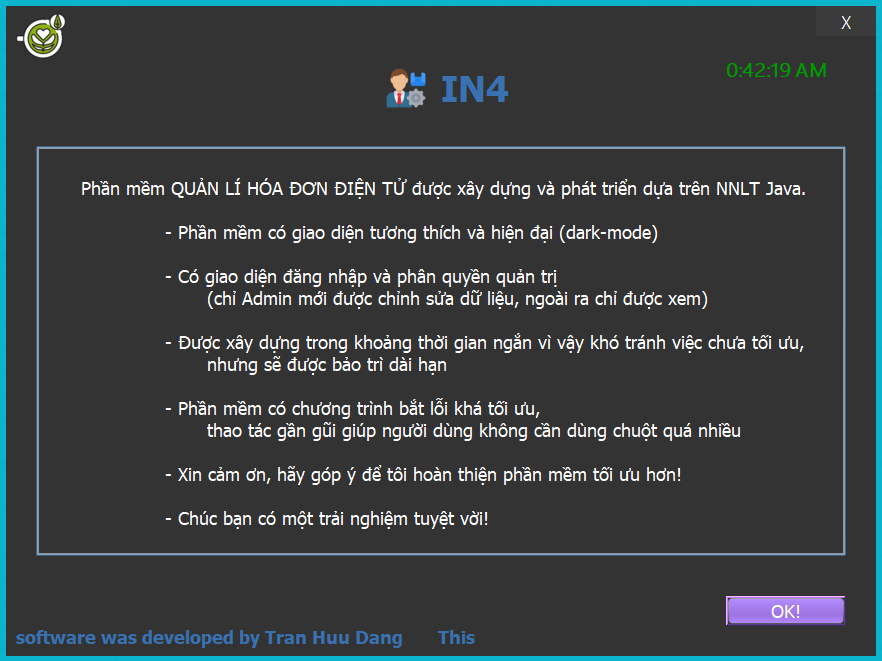 X
0:42:19 AM
IN4
Phần mềm QUẢN LÍ HÓA ĐƠN ĐIỆN TỬ được xây dựng và phát triển dựa trên NNLT Java.
- Phần mềm có giao diện tương thích và hiện đại (dark-mode)
- Có giao diện đăng nhập và phân quyền quản trị
(chỉ Admin mới được chỉnh sửa dữ liệu, ngoài ra chỉ được xem)
- Được xây dựng trong khoảng thời gian ngắn vì vậy khó tránh việc chưa tối ưu,
nhưng sẽ được bảo trì dài hạn
- Phần mềm có chương trình bắt lỗi khá tối ưu,
thao tác gần gũi giúp người dùng không cần dùng chuột quá nhiều
- Xin cảm ơn, hãy góp ý để tôi hoàn thiện phần mềm tối ưu hơn!
- Chúc bạn có một trải nghiệm tuyệt vời!
OK!
software was developed by Tran Huu Dang This